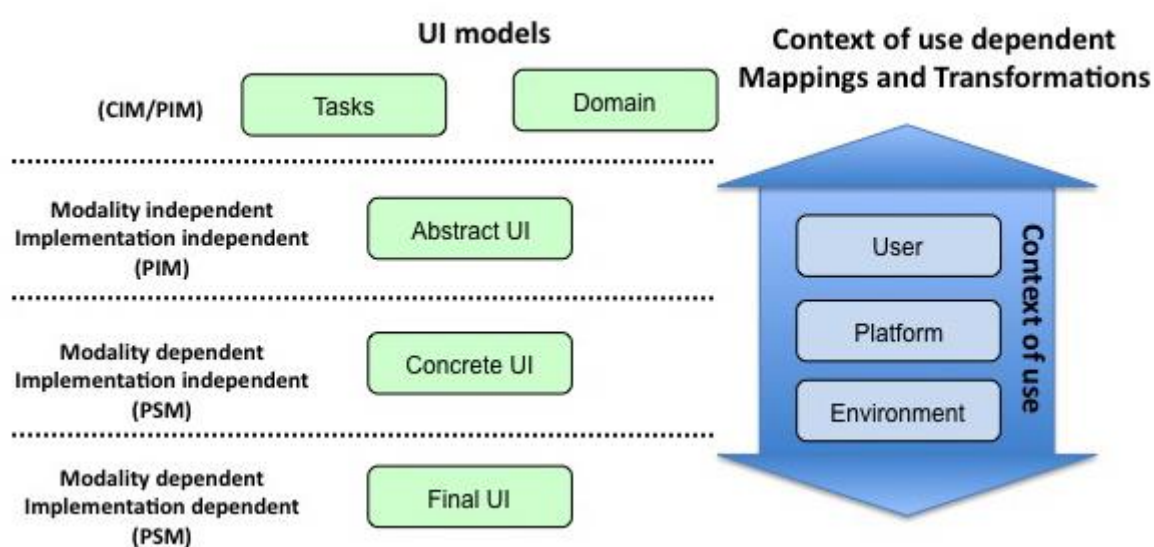 UI models
Context of use dependent
Mappings and Transformations
(CIM/PIM)
Tasks
Domain
Modality independent
Implementation independent
(PIM)
Abstract UI
Modality dependent
Implementation independent
(PSM)
Concrete UI
Modality dependent
Implementation dependent
(PSM)
Final UI
User
Platform
Environment
Context of use